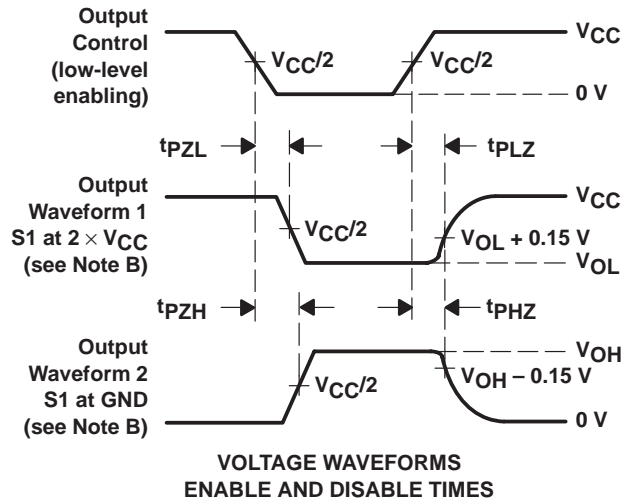 Output
Control
(low-level
enabling)
VCC/2
VCC/2
VCC
0 V
tPZL
tPLZ
Output
Waveform 1
S1 at 2 × VCC
(see Note B)
VCC/2
VCC
VOL + 0.15 V
VOL
tPZH
tPHZ
Output
Waveform 2
S1 at GND
(see Note B)
VCC/2
VOH
VOH – 0.15 V
0 V
VOLTAGE WAVEFORMS
ENABLE AND DISABLE TIMES